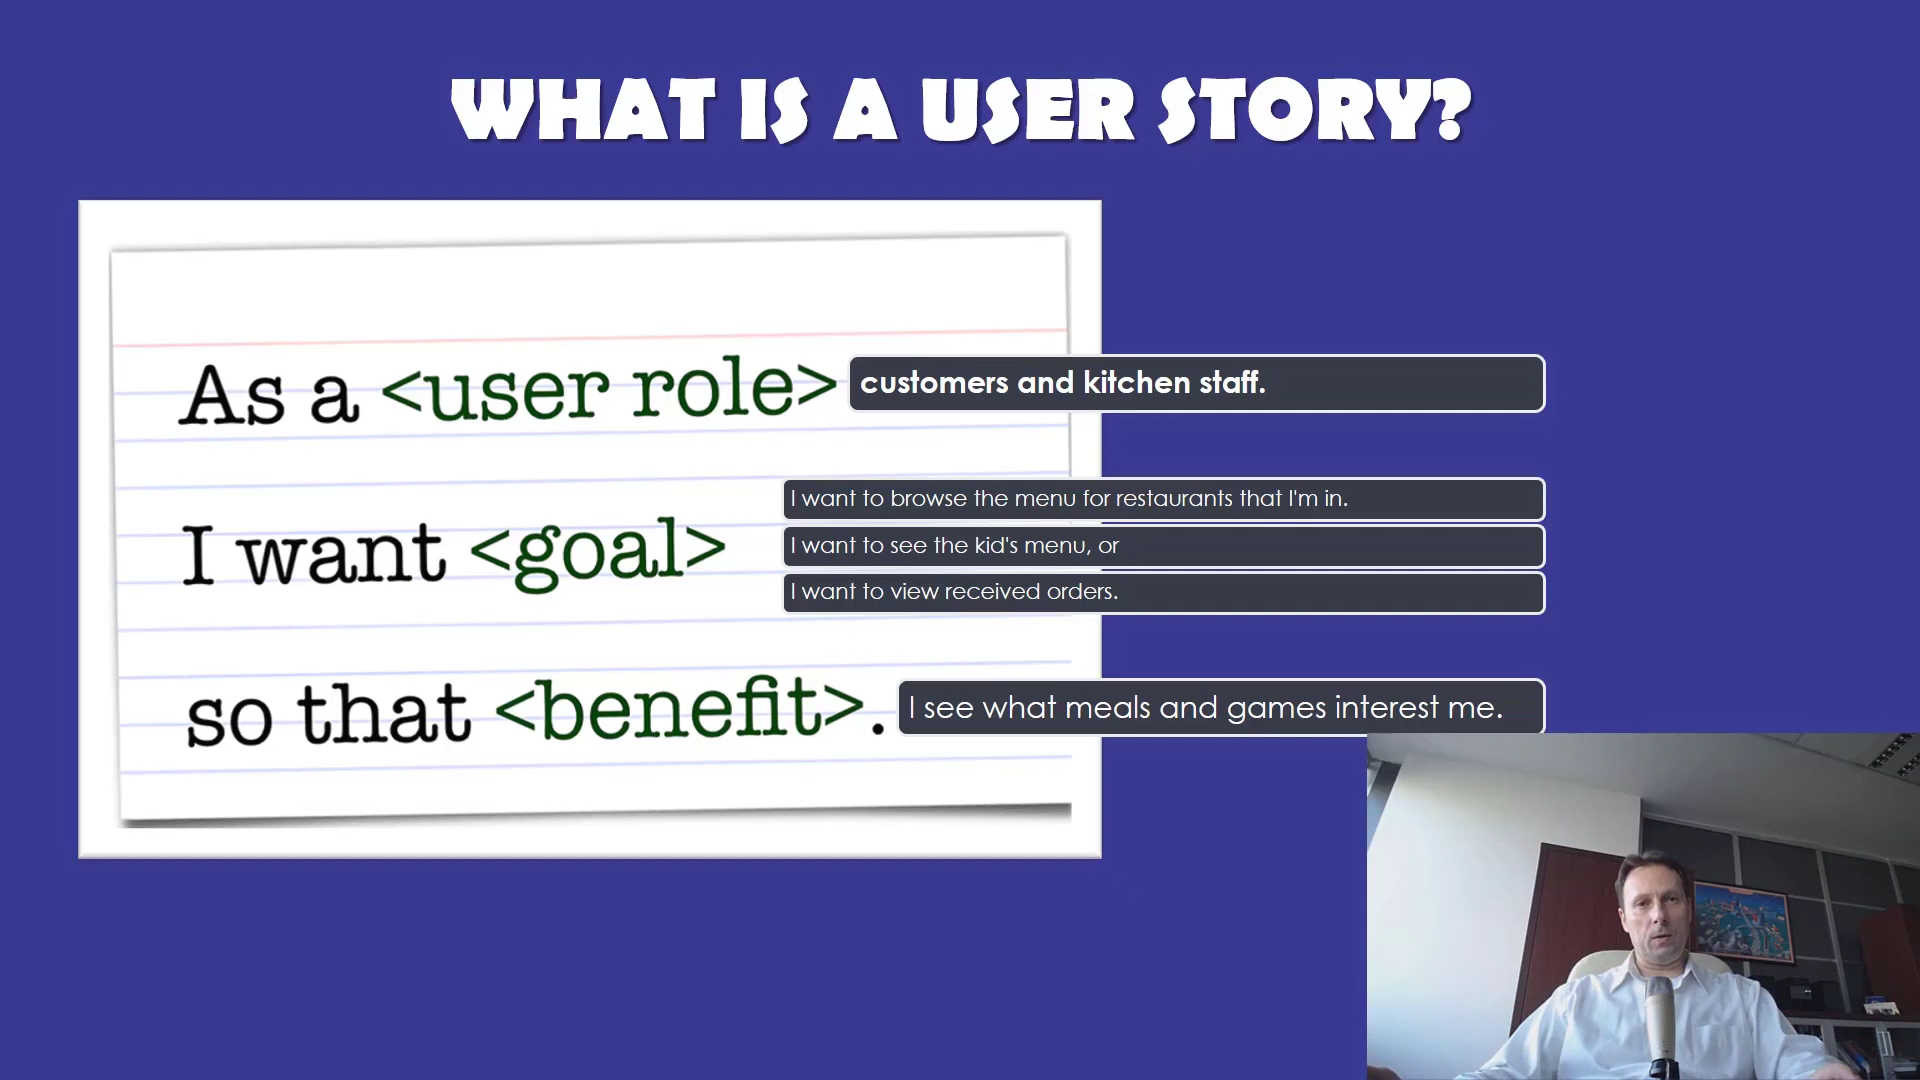 WHAT IS A USER STORY?
As a <user role> customers and kitchen staff.
I want to browse the menu for restaurants that I'm in.
I want <goal> I want to see the kid's menu, or
I want to view received orders.
so that <benefit>. I see what meals and games interest me.